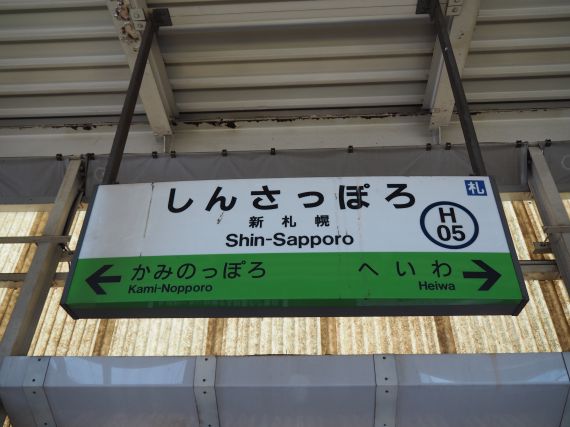 しんさっぽろ
札
新札幌
H
05
Shin-Sapporo
かみのっぽろ
Kami-Nopporo
へいわ
Heiwa